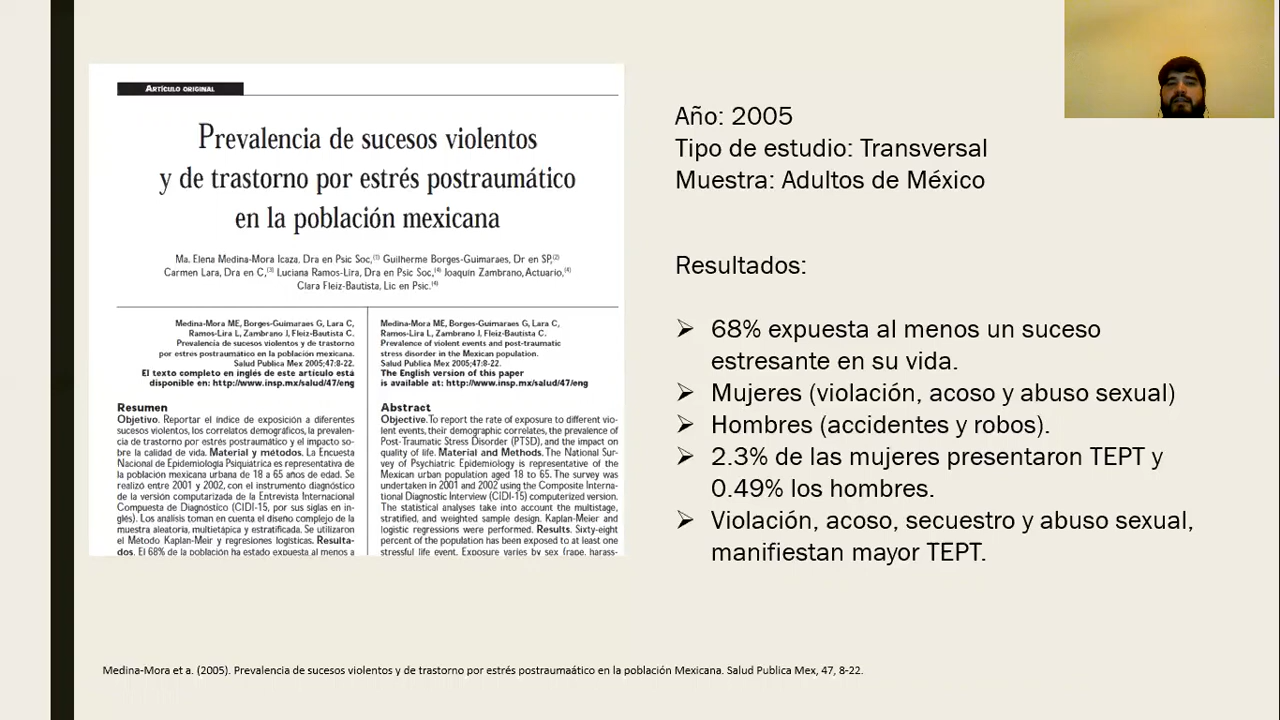 ARTÍCULO ORIGINAL
Prevalencia de sucesos violentos
y de trastorno por estrés postraumático
en la población mexicana
Ma. Elena Medina-Mora Icaza, Dra en Psic Soc,(1) Guilherme Borges-Guimaraes, Dr en SP,(2)
Carmen Lara, Dra en C,(3) Luciana Ramos-Lira, Dra en Psic Soc,(4) Joaquín Zambrano, Actuario,(4)
Clara Fleiz-Bautista, Lic en Psic.(4)
Medina-Mora ME, Borges-Guimaraes G, Lara C,
Ramos-Lira L, Zambrano J, Fleiz-Bautista C.
Prevalencia de sucesos violentos y de trastorno
por estres postraumático en la población mexicana.
Salud Publica Mex 2005;47:8-22.
El texto completo en inglés de este artículo está
disponible en: http://www.insp.mx/salud/47/eng
Resumen
Objetivo. Reportar el índice de exposición a diferentes
sucesos violentos, los correlatos demográficos, la prevalen-
cia de trastorno por estrés postraumático y el impacto so-
bre la calidad de vida. Material y métodos. La Encuesta
Nacional de Epidemiología Psiquiátrica es representativa de
la población mexicana urbana de 18 a 65 años de edad. Se
realizó entre 2001 y 2002, con el instrumento diagnóstico
de la versión computarizada de la Entrevista Internacional
Compuesta de Diagnóstico (CIDI-15, por sus siglas en in-
glés). Los análisis toman en cuenta el diseño complejo de la
muestra aleatoria, multietápica y estratificada. Se utilizaron
el Método Kaplan-Meir y regresiones logísticas. Resulta-
dos. El 68% de la población ha estado expuesta al menos a
Medina-Mora ME, Borges-Guimaraes G, Lara C,
Ramos-Lira L, Zambrano J, Fleiz-Bautista C.
Prevalence of violent events and post-traumatic
stress disorder in the Mexican population.
Salud Publica Mex 2005;47:8-22.
The English version of this paper
is available at: http://www.insp.mx/salud/47/eng
Abstract
Objective. To report the rate of exposure to different vio-
lent events, their demographic correlates, the prevalence of
Post-Traumatic Stress Disorder (PTSD), and the impact on
quality of life. Material and Methods. The National Sur-
vey of Psychiatric Epidemiology is representative of the
Mexican urban population aged 18 to 65. The survey was
undertaken in 2001 and 2002 using the Composite Interna-
tional Diagnostic Interview (CIDI-15) computerized version.
The statistical analyses take into account the multistage,
stratified, and weighted sample design. Kaplan-Meier and
logistic regressions were performed. Results. Sixty-eight
percent of the population has been exposed to at least one
stressful life event. Exposure varies by sex (rape, harass-
Año: 2005
Tipo de estudio: Transversal
Muestra: Adultos de México
Resultados:
➢ 68% expuesta al menos un suceso
estresante en su vida.
➢ Mujeres (violación, acoso y abuso sexual)
➢ Hombres (accidentes y robos).
➢ 2.3% de las mujeres presentaron TEPT y
0.49% los hombres.
➢ Violación, acoso, secuestro y abuso sexual,
manifiestan mayor TEPT.
Medina-Mora et a. (2005). Prevalencia de sucesos violentos y de trastorno por estrés postraumaático en la población Mexicana. Salud Publica Mex, 47, 8-22.